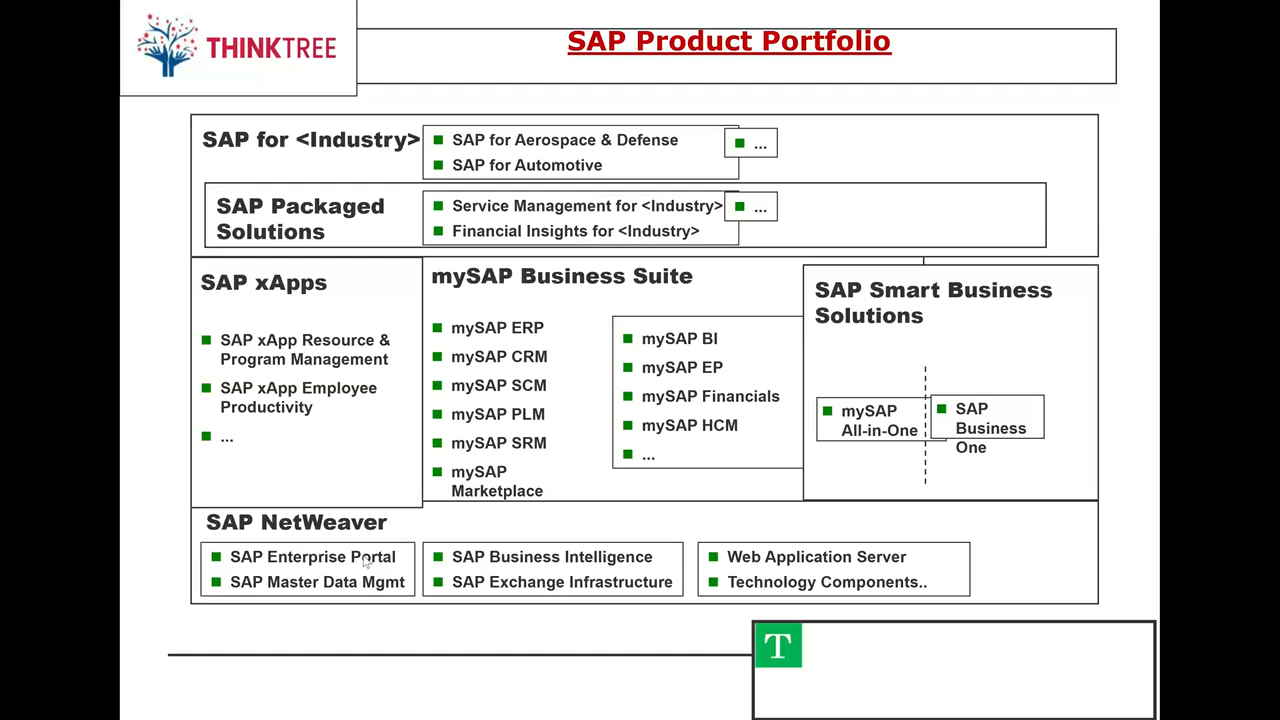 THINKTREE
SAP Product Portfolio
SAP for <Industry>
SAP for Aerospace & Defense
SAP for Automotive
...
SAP Packaged
Solutions
Service Management for <Industry>
Financial Insights for <Industry>
...
SAP xApps
SAP xApp Resource &
Program Management
SAP xApp Employee
Productivity
...
mySAP Business Suite
mySAP ERP
mySAP CRM
mySAP SCM
mySAP PLM
mySAP SRM
mySAP
Marketplace
mySAP BI
mySAP EP
mySAP Financials
mySAP HCM
...
SAP Smart Business
Solutions
mySAP
All-in-One
SAP
Business
One
SAP NetWeaver
SAP Enterprise Portal
SAP Master Data Mgmt
SAP Business Intelligence
SAP Exchange Infrastructure
Web Application Server
Technology Components..
T